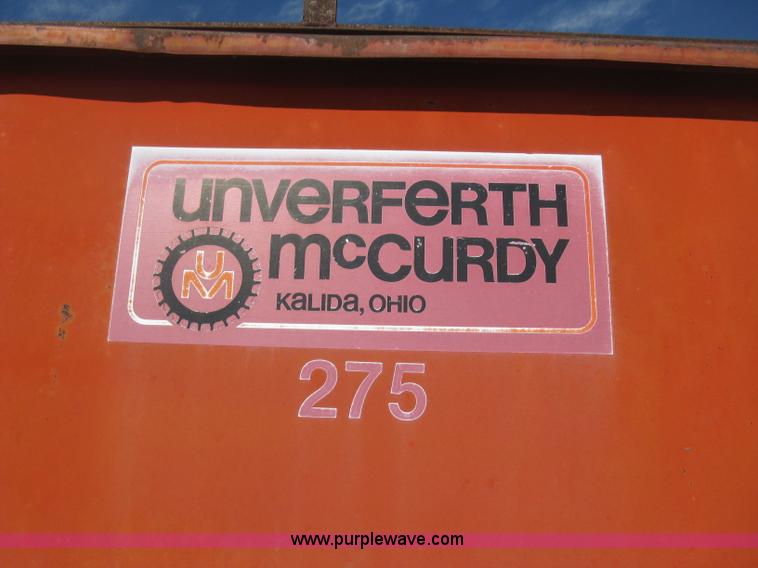 unverferth
mcCURDY
UM
Kalida, OHIO
275
www.purplewave.com